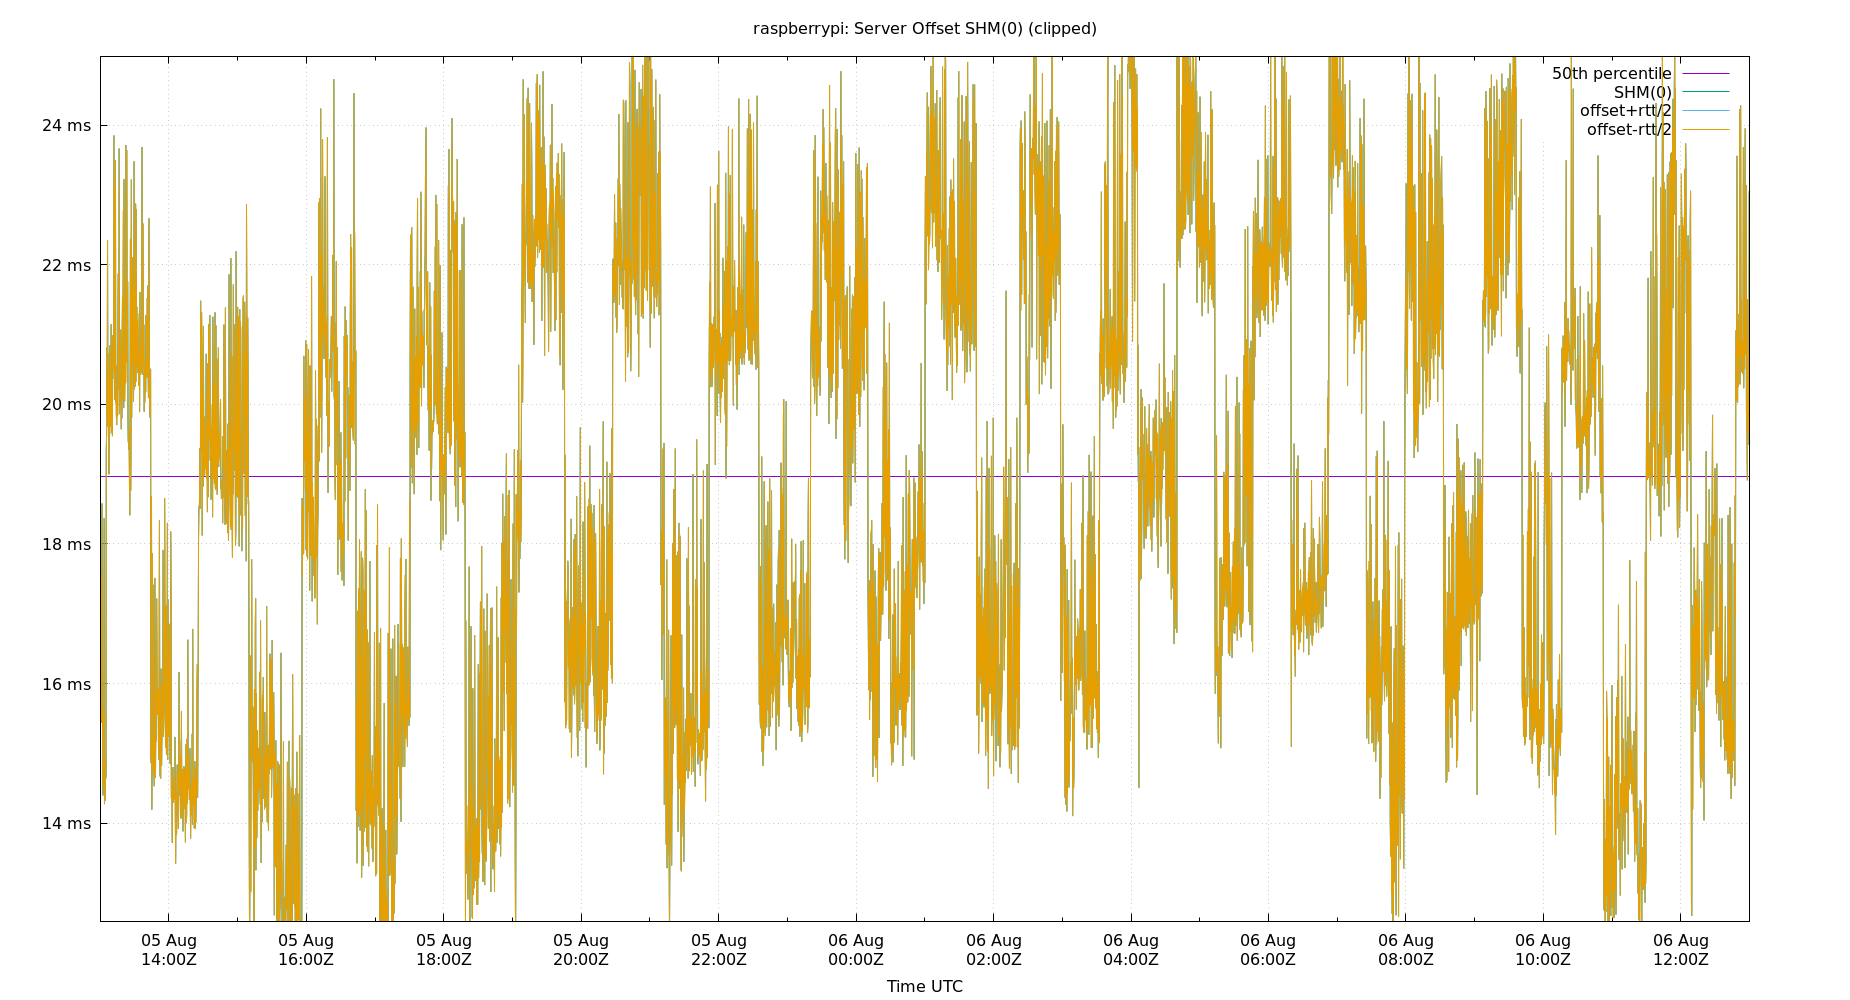 raspberrypi: Server Offset SHM(0) (clipped)
50th percentile
SHM(0)
offset+rtt/2
offset-rtt/2
24 ms
22 ms
20 ms
18 ms
16 ms
14 ms
05 Aug 05 Aug 05 Aug 05 Aug 05 Aug 06 Aug 06 Aug 06 Aug 06 Aug 06 Aug 06 Aug 06 Aug
14:00Z 16:00Z 18:00Z 20:00Z 22:00Z 00:00Z 02:00Z 04:00Z 06:00Z 08:00Z 10:00Z 12:00Z
Time UTC